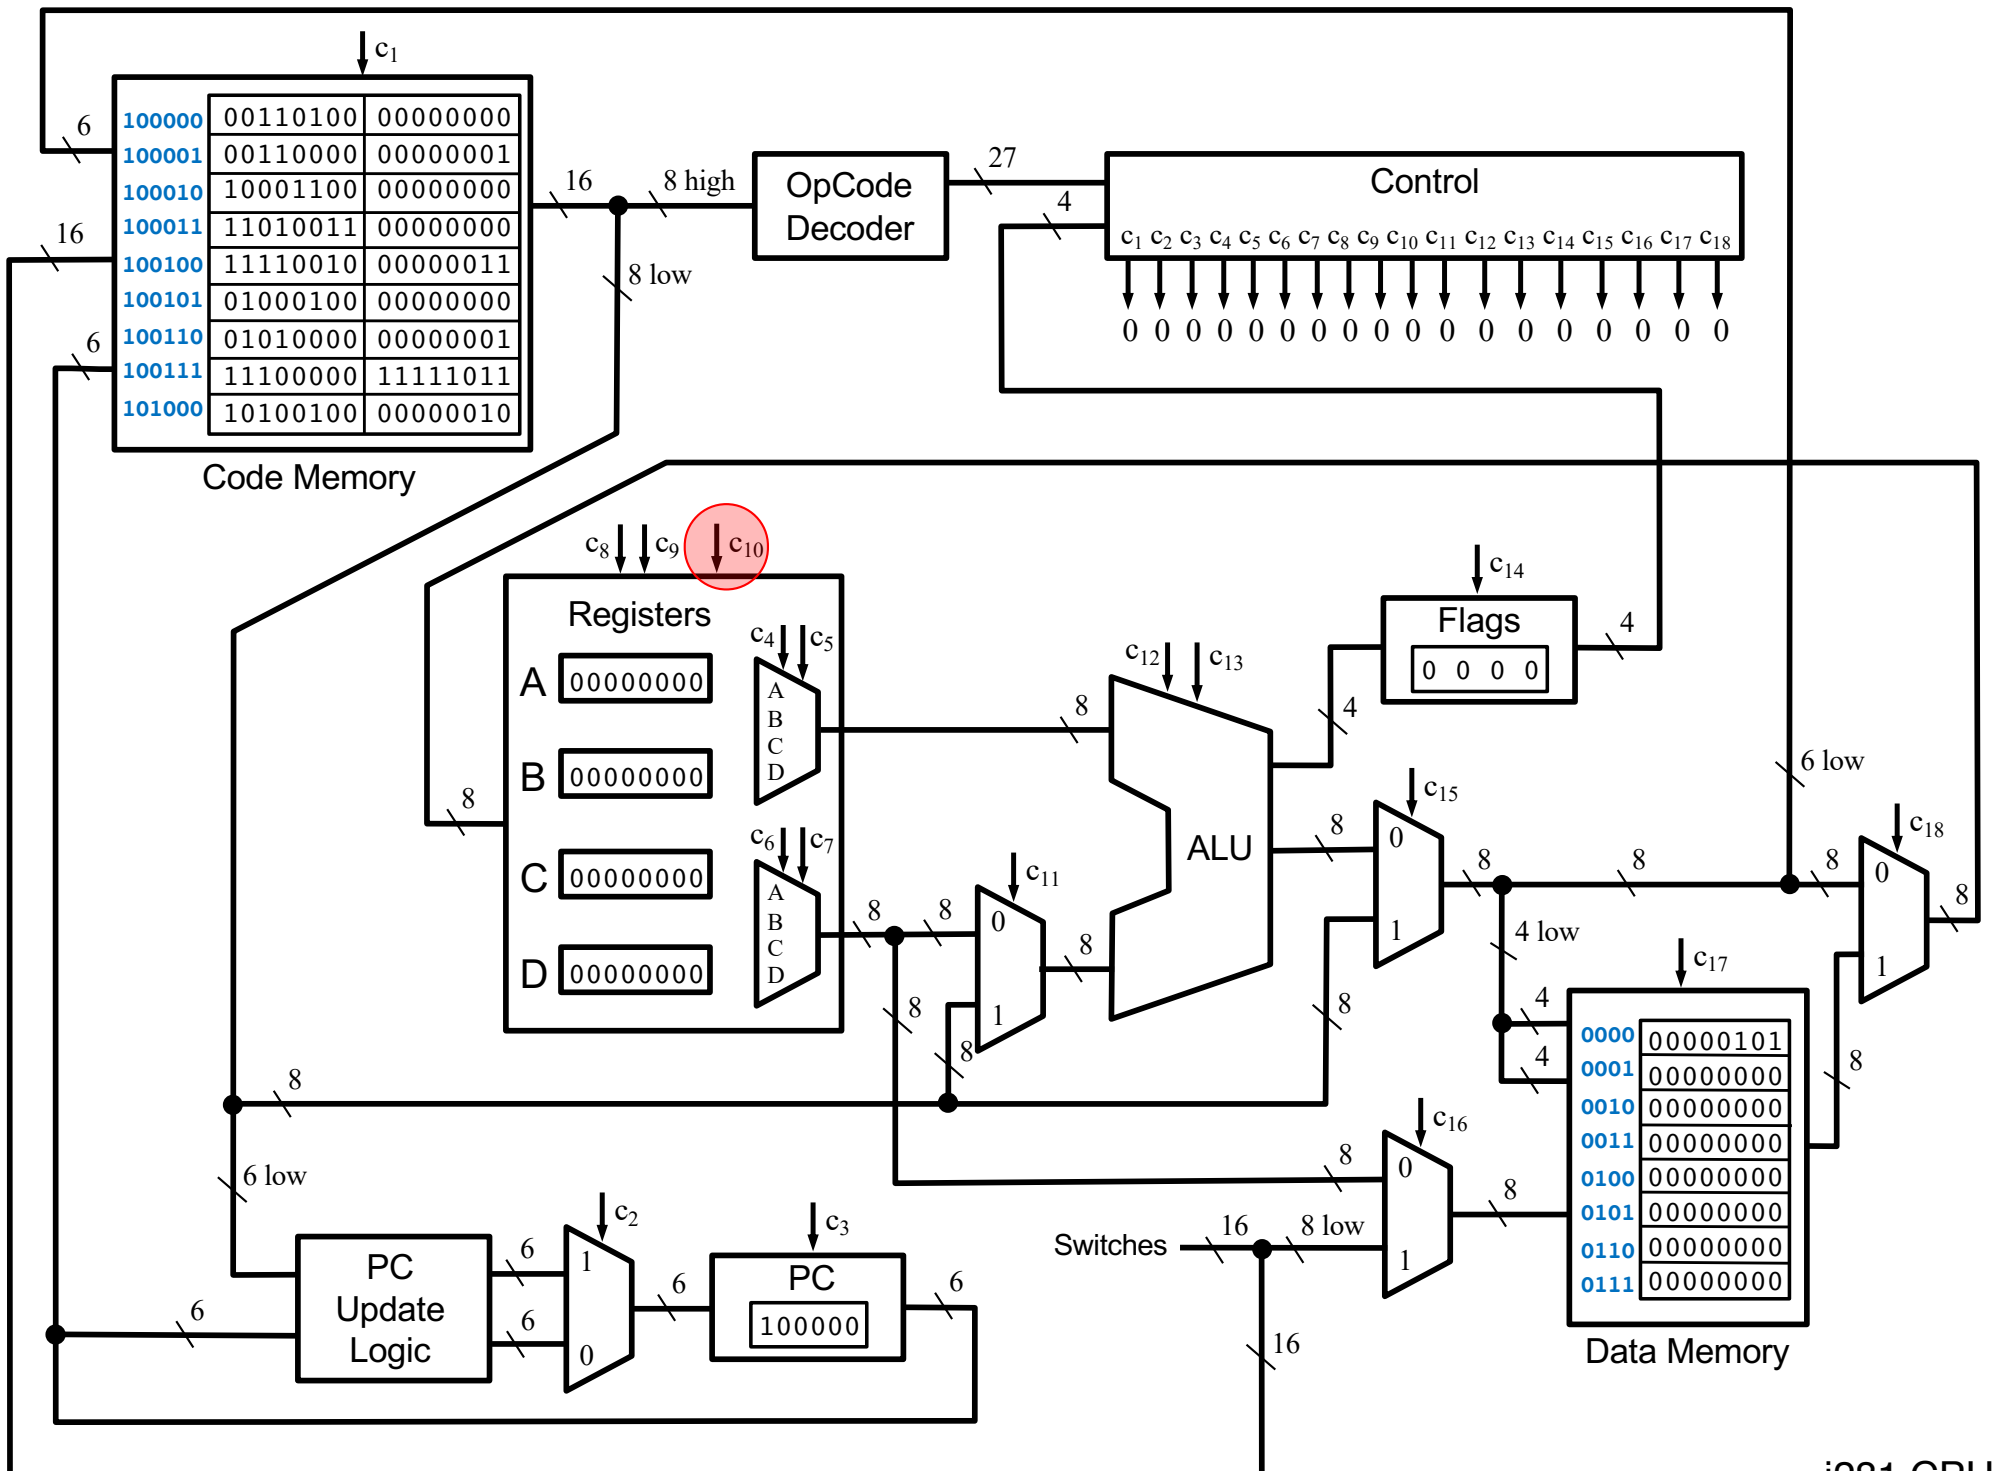 c1
100000 00110100 00000000
100001 00110000 00000001
100010 10001100 00000000
100011 11010011 00000000
100100 11110010 00000011
100101 01000100 00000000
100110 01010000 00000001
100111 11100000 11111011
101000 10100100 00000010
Code Memory
6
16
6
16
8 high
8 low
OpCode
Decoder
27
4
Control
c1 c2 c3 c4 c5 c6 c7 c8 c9 c10 c11 c12 c13 c14 c15 c16 c17 c18
0 0 0 0 0 0 0 0 0 0 0 0 0 0 0 0 0 0
c8 c9 c10
Registers
A 00000000
B 00000000
C 00000000
D 00000000
8
c4 c5
A
B
C
D
c6 c7
A
B
C
D
8
8
8
8
c11
0
1
8
8
c12 c13
ALU
c14
Flags
0 0 0 0
4
4
8
c15
0
1
8
8
8
8
6 low
c18
0
1
8
4 low
4
4
c17
0000 00000101
0001 00000000
0010 00000000
0011 00000000
0100 00000000
0101 00000000
0110 00000000
0111 00000000
Data Memory
8
8
c16
0
1
8
8
Switches
16
8 low
16
6 low
6
PC
Update
Logic
6
6
c2
1
0
6
c3
PC
100000
6